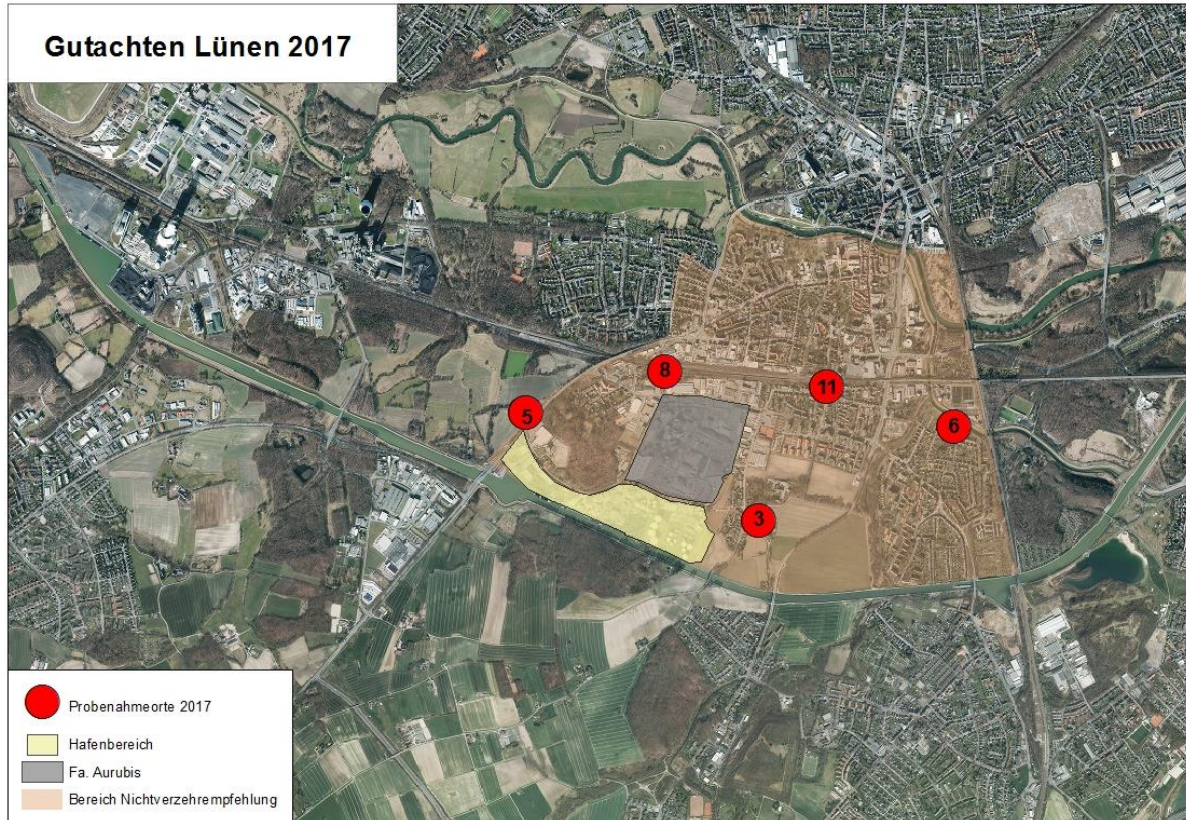 Gutachten Lünen 2017
8
11
5
6
3
Probenahmeorte 2017
Hafenbereich
Fa. Aurubis
Bereich Nichtverzehrempfehlung